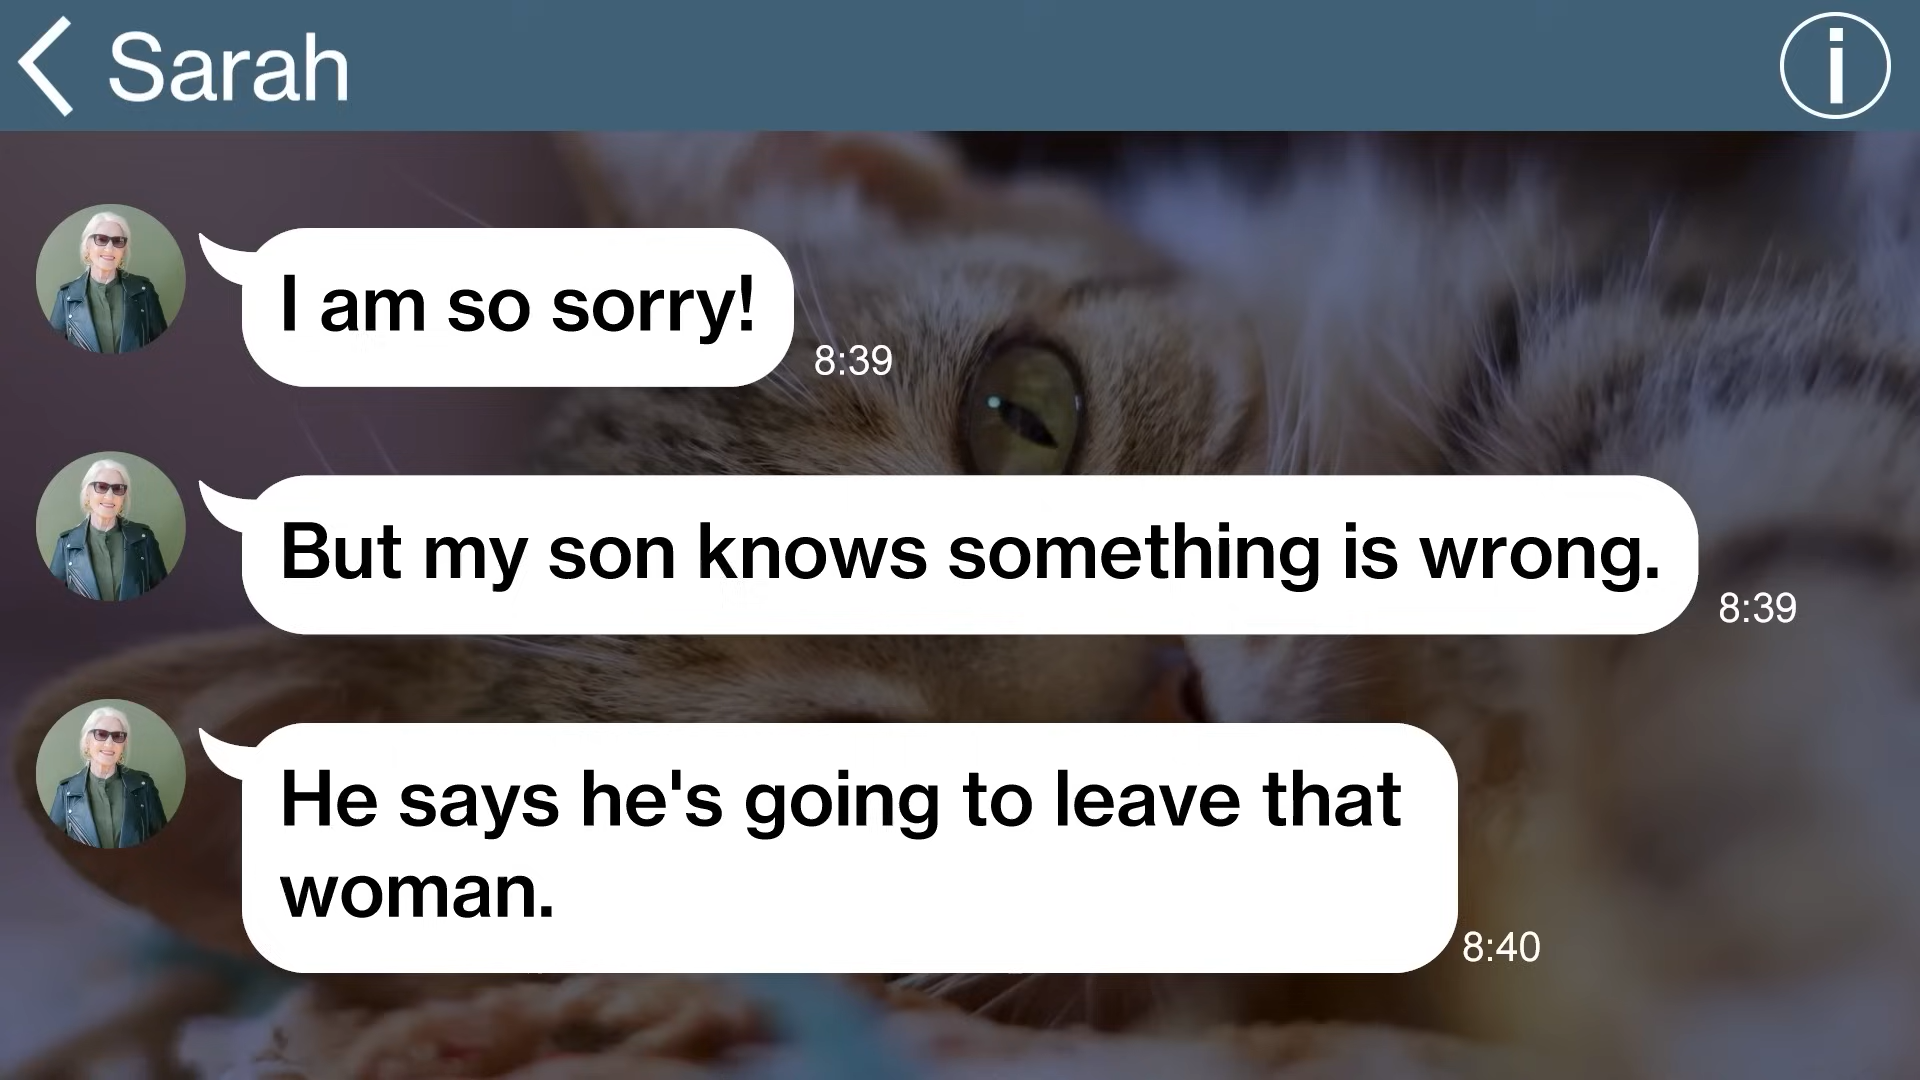 Sarah
I am so sorry!
8:39
But my son knows something is wrong.
8:39
He says he's going to leave that
woman.
8:40